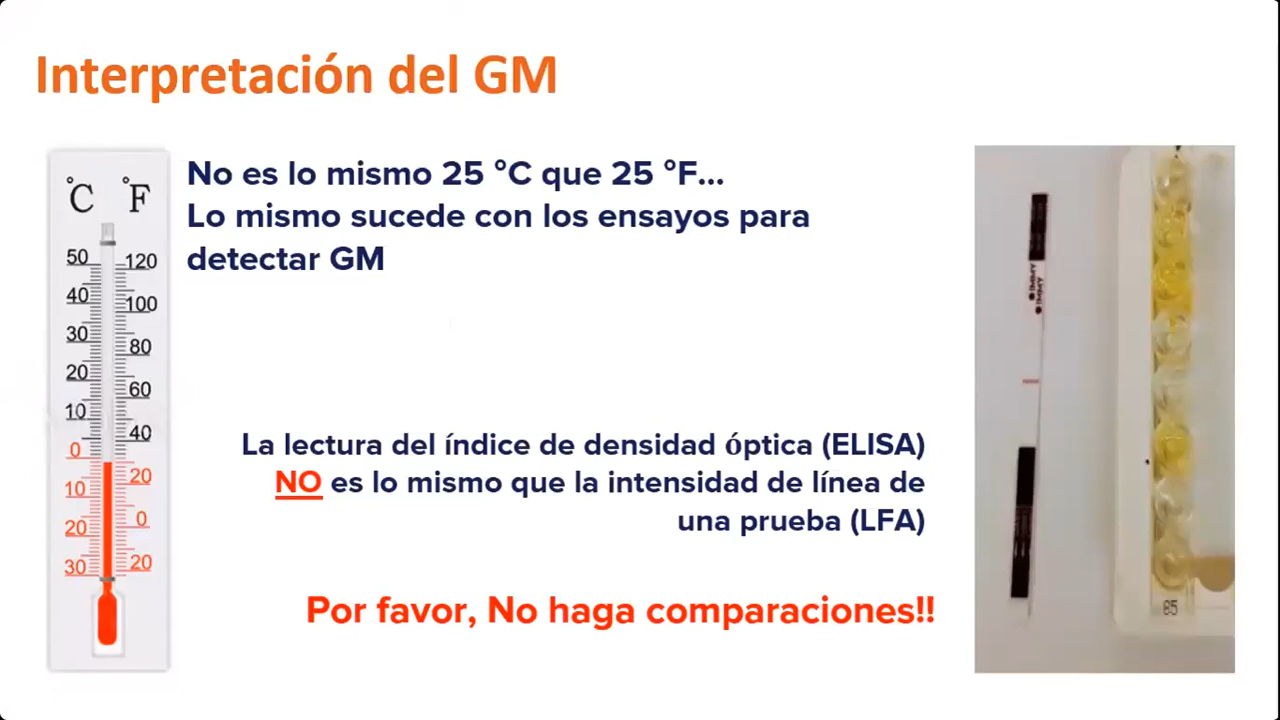 Interpretación del GM
°C °F
50 120
40 100
30 80
20 60
10 40
0 20
10 0
20 20
30
No es lo mismo 25 °C que 25 °F...
Lo mismo sucede con los ensayos para
detectar GM
La lectura del índice de densidad óptica (ELISA)
NO es lo mismo que la intensidad de línea de
una prueba (LFA)
Por favor, No haga comparaciones!!
IMMY
IMMY
85